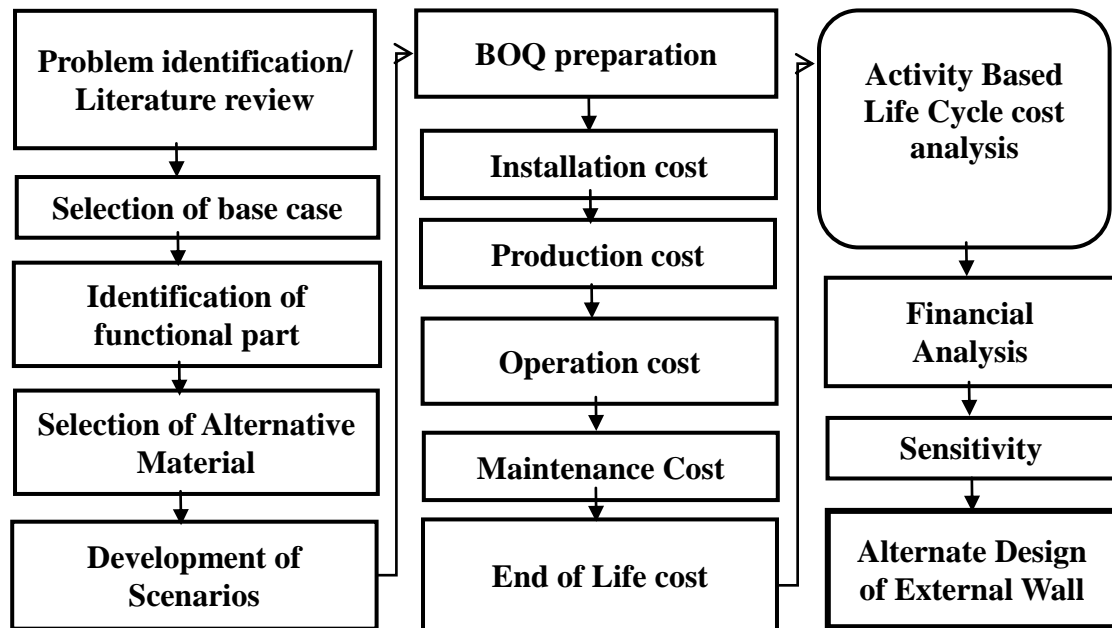 Problem identification/
Literature review
Selection of base case
Identification of
functional part
Selection of Alternative
Material
Development of
Scenarios
BOQ preparation
Installation cost
Production cost
Operation cost
Maintenance Cost
End of Life cost
Activity Based
Life Cycle cost
analysis
Financial
Analysis
Sensitivity
Alternate Design
of External Wall